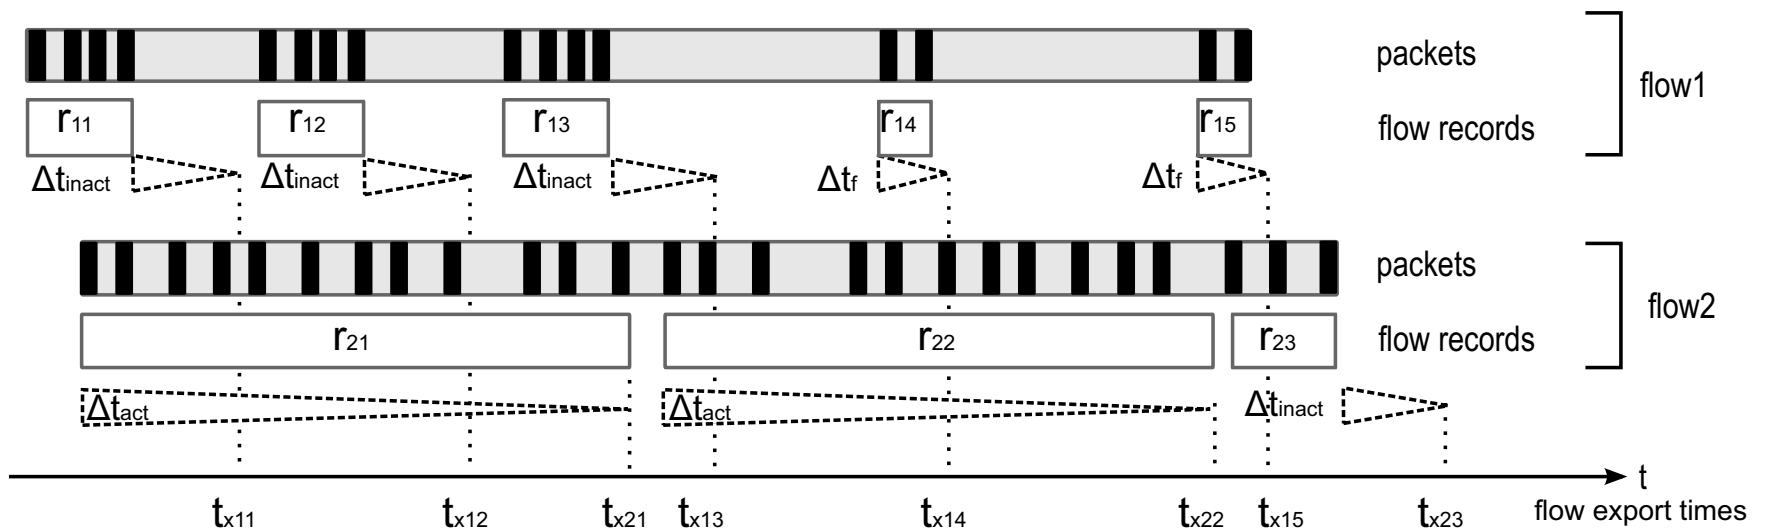 packets
flow1
r11 r12 r13 r14 r15 flow records
Δtinact Δtinact Δtinact Δtf Δtf
packets
flow2
r21 r22 r23 flow records
Δtact Δtact Δtinact
t
tx11 tx12 tx21 tx13 tx14 tx22 tx15 tx23 flow export times